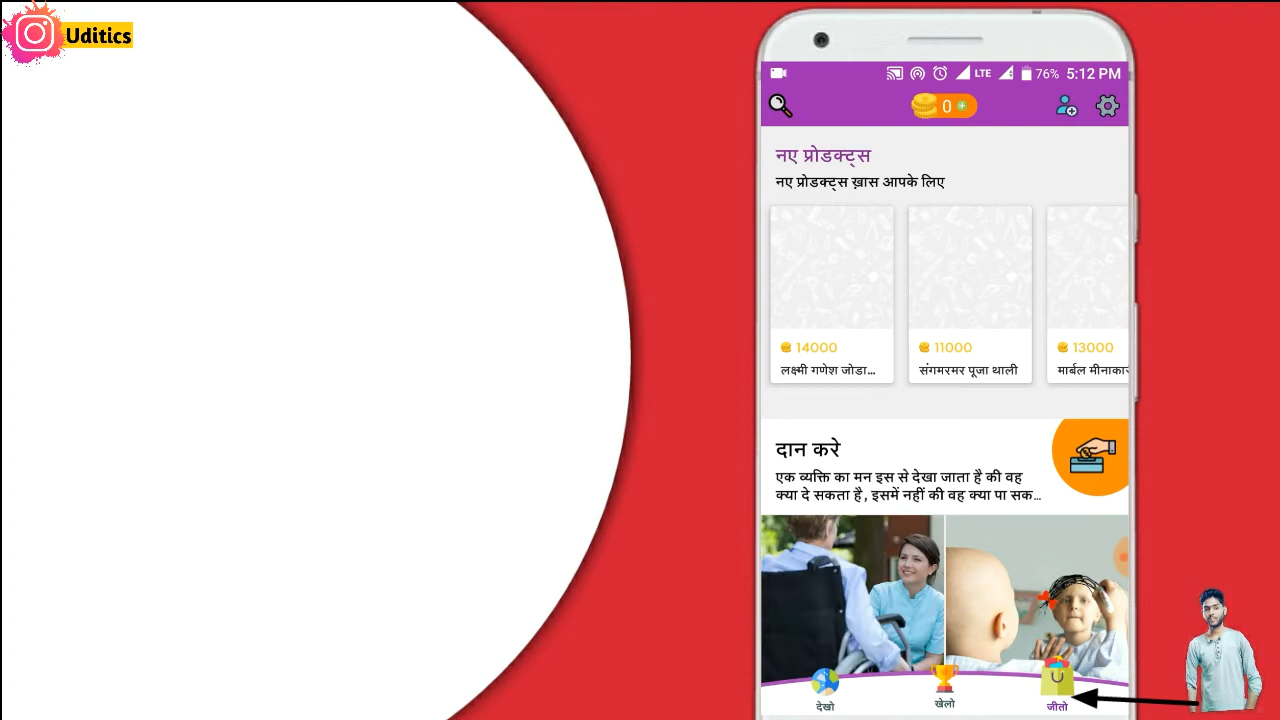 Uditics
LTE 76% 5:12 PM
0
नए प्रोडक्ट्स
नए प्रोडक्ट्स ख़ास आपके लिए
14000
11000
13000
लक्ष्मी गणेश जोडा...
संगमरमर पूजा थाली
मार्बल मीनाकार
दान करे
एक व्यक्ति का मन इस से देखा जाता है की वह
क्या दे सकता है, इसमें नहीं की वह क्या पा सक...
देखो
खेलो
जीतो